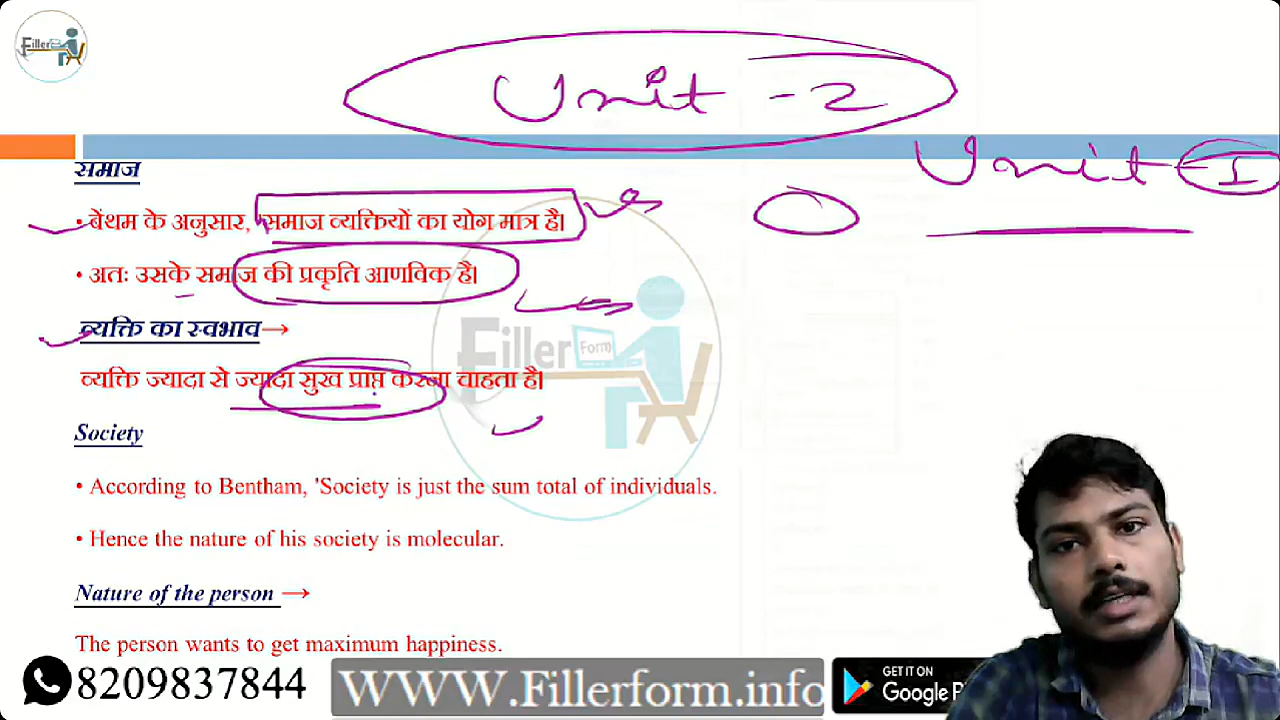 Filler
Unit - 2
Unit - I
समाज
• बेंथम के अनुसार, 'समाज व्यक्तियों का योग मात्र है।
• अतः उसके समाज की प्रकृति आणविक है।
व्यक्ति का स्वभाव→
व्यक्ति ज्यादा से ज्यादा सुख प्राप्त करना चाहता है।
Filler Form
Society
• According to Bentham, 'Society is just the sum total of individuals.
• Hence the nature of his society is molecular.
Nature of the person →
The person wants to get maximum happiness.
8209837844
WWW.Fillerform.info
GET IT ON
Google P